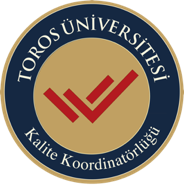 TOROS ÜNİVERSİTESİ
Kalite Koordinatörlüğü